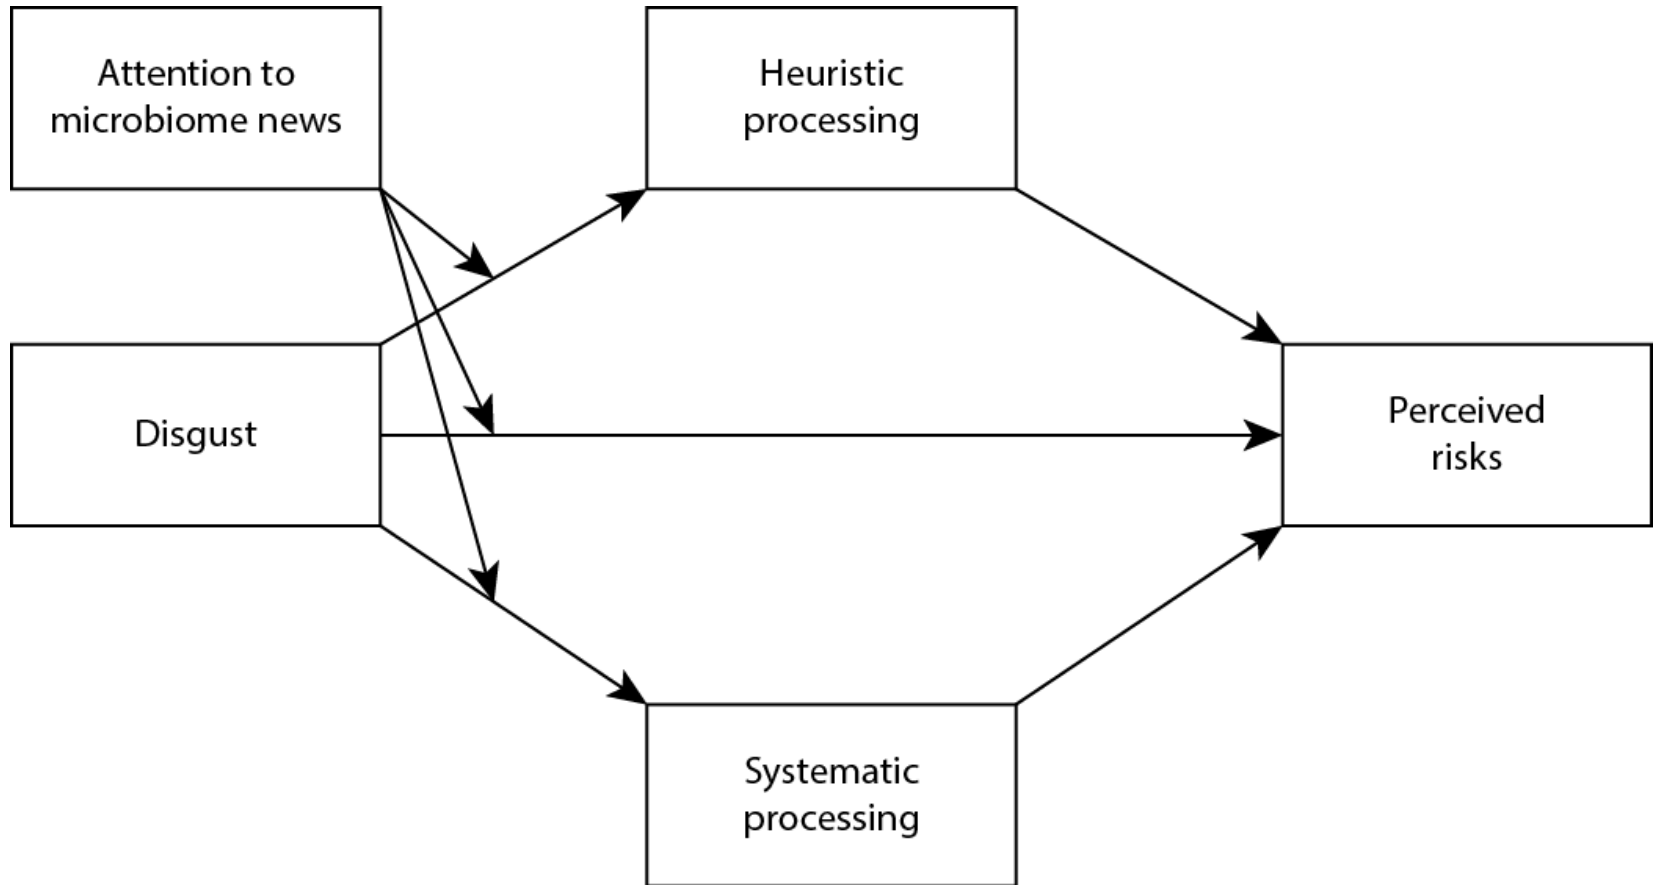 Attention to
microbiome news
Heuristic
processing
Disgust
Perceived
risks
Systematic
processing